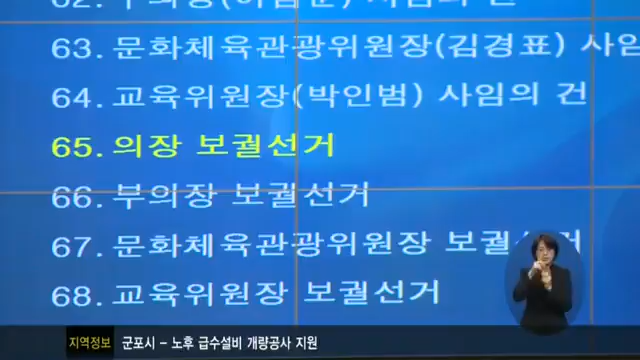 63. 문화체육관광위원장(김경표) 사임
64. 교육위원장(박인범) 사임의 건
65. 의장 보궐선거
66. 부의장 보궐선거
67. 문화체육관광위원장 보궐선거
68. 교육위원장 보궐선거
지역정보 군포시 - 노후 급수설비 개량공사 지원